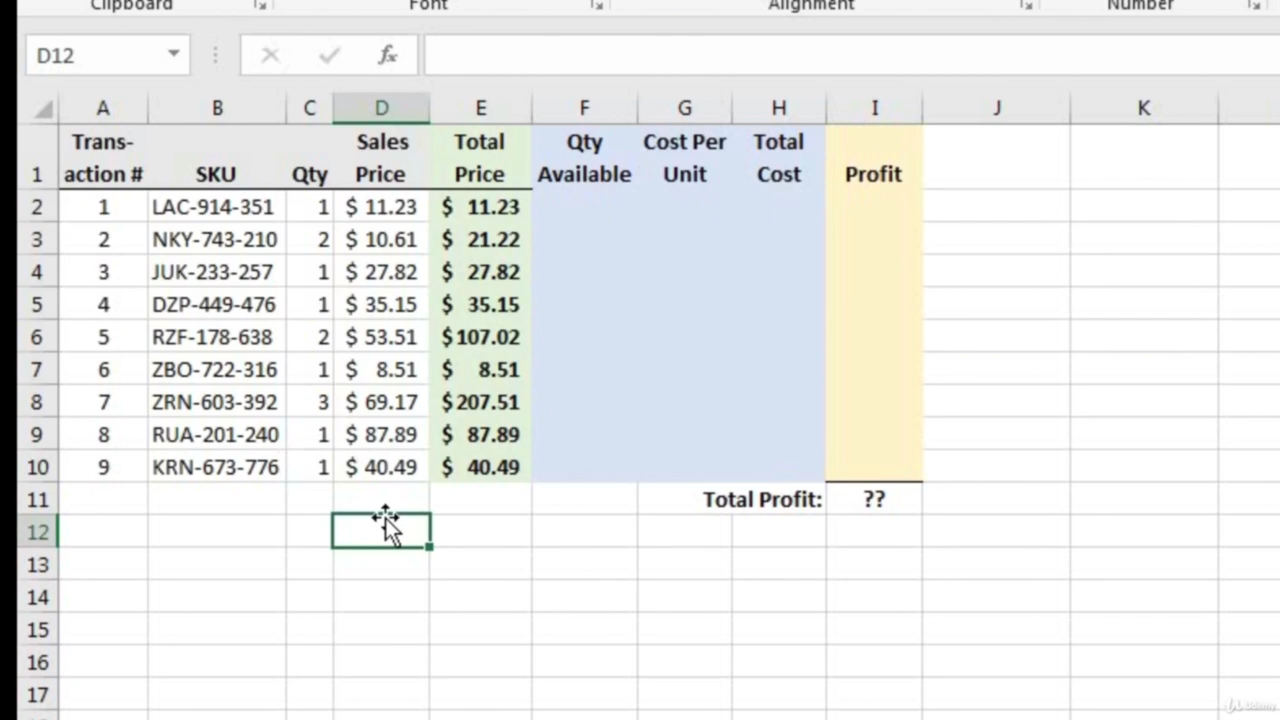 Clipboard Font Alignment Number
D12 fx
A B C D E F G H I J K
Trans- Sales Total Qty Cost Per Total
1 action # SKU Qty Price Price Available Unit Cost Profit
2 1 LAC-914-351 1 $ 11.23 $ 11.23
3 2 NKY-743-210 2 $ 10.61 $ 21.22
4 3 JUK-233-257 1 $ 27.82 $ 27.82
5 4 DZP-449-476 1 $ 35.15 $ 35.15
6 5 RZF-178-638 2 $ 53.51 $107.02
7 6 ZBO-722-316 1 $ 8.51 $ 8.51
8 7 ZRN-603-392 3 $ 69.17 $207.51
9 8 RUA-201-240 1 $ 87.89 $ 87.89
10 9 KRN-673-776 1 $ 40.49 $ 40.49
11 Total Profit: ??
12
13
14
15
16
17
Udemy